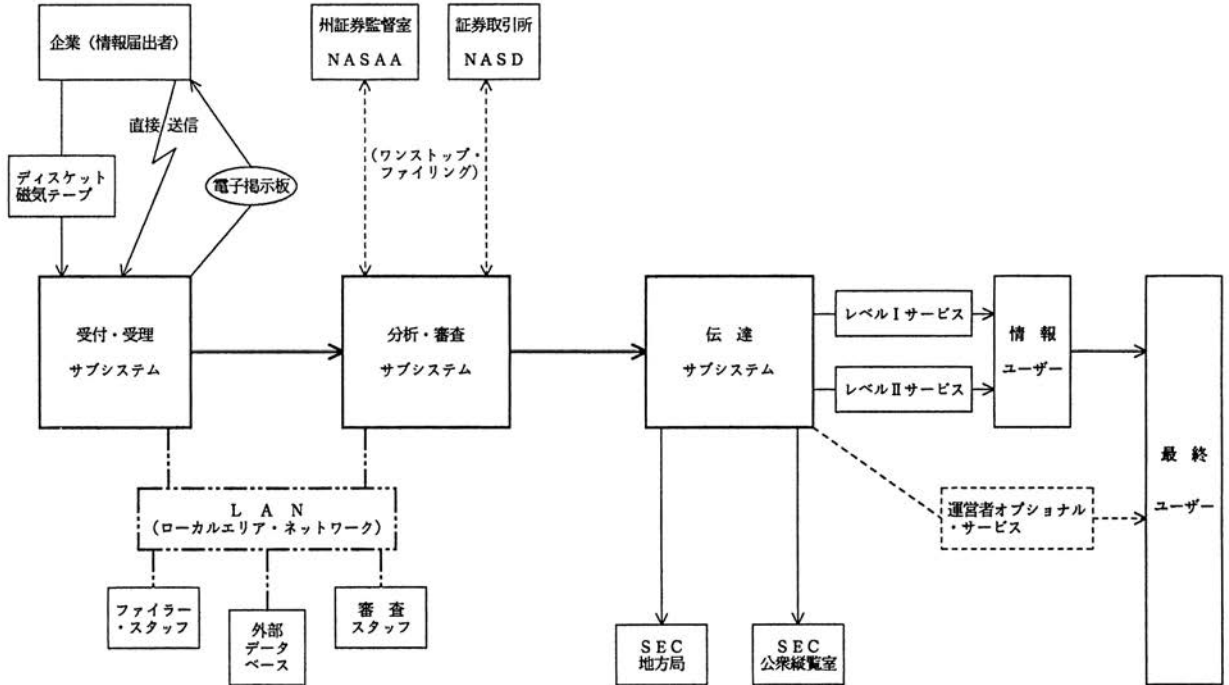 企業（情報届出者）
州証券監督室
ＮＡＳＡＡ
証券取引所
ＮＡＳＤ
直接 送信
（ワンストップ・
ファイリング）
ディスケット
磁気テープ
電子掲示板
受付・受理
サブシステム
分析・審査
サブシステム
伝 達
サブシステム
レベルⅠサービス
レベルⅡサービス
情 報
ユーザー
最 終
ユーザー
運営者オプショナル
・サービス
Ｌ Ａ Ｎ
（ローカルエリア・ネットワーク）
ファイラー
・スタッフ
外部
データ
ベース
審 査
スタッフ
ＳＥＣ
地方局
ＳＥＣ
公衆縦覧室